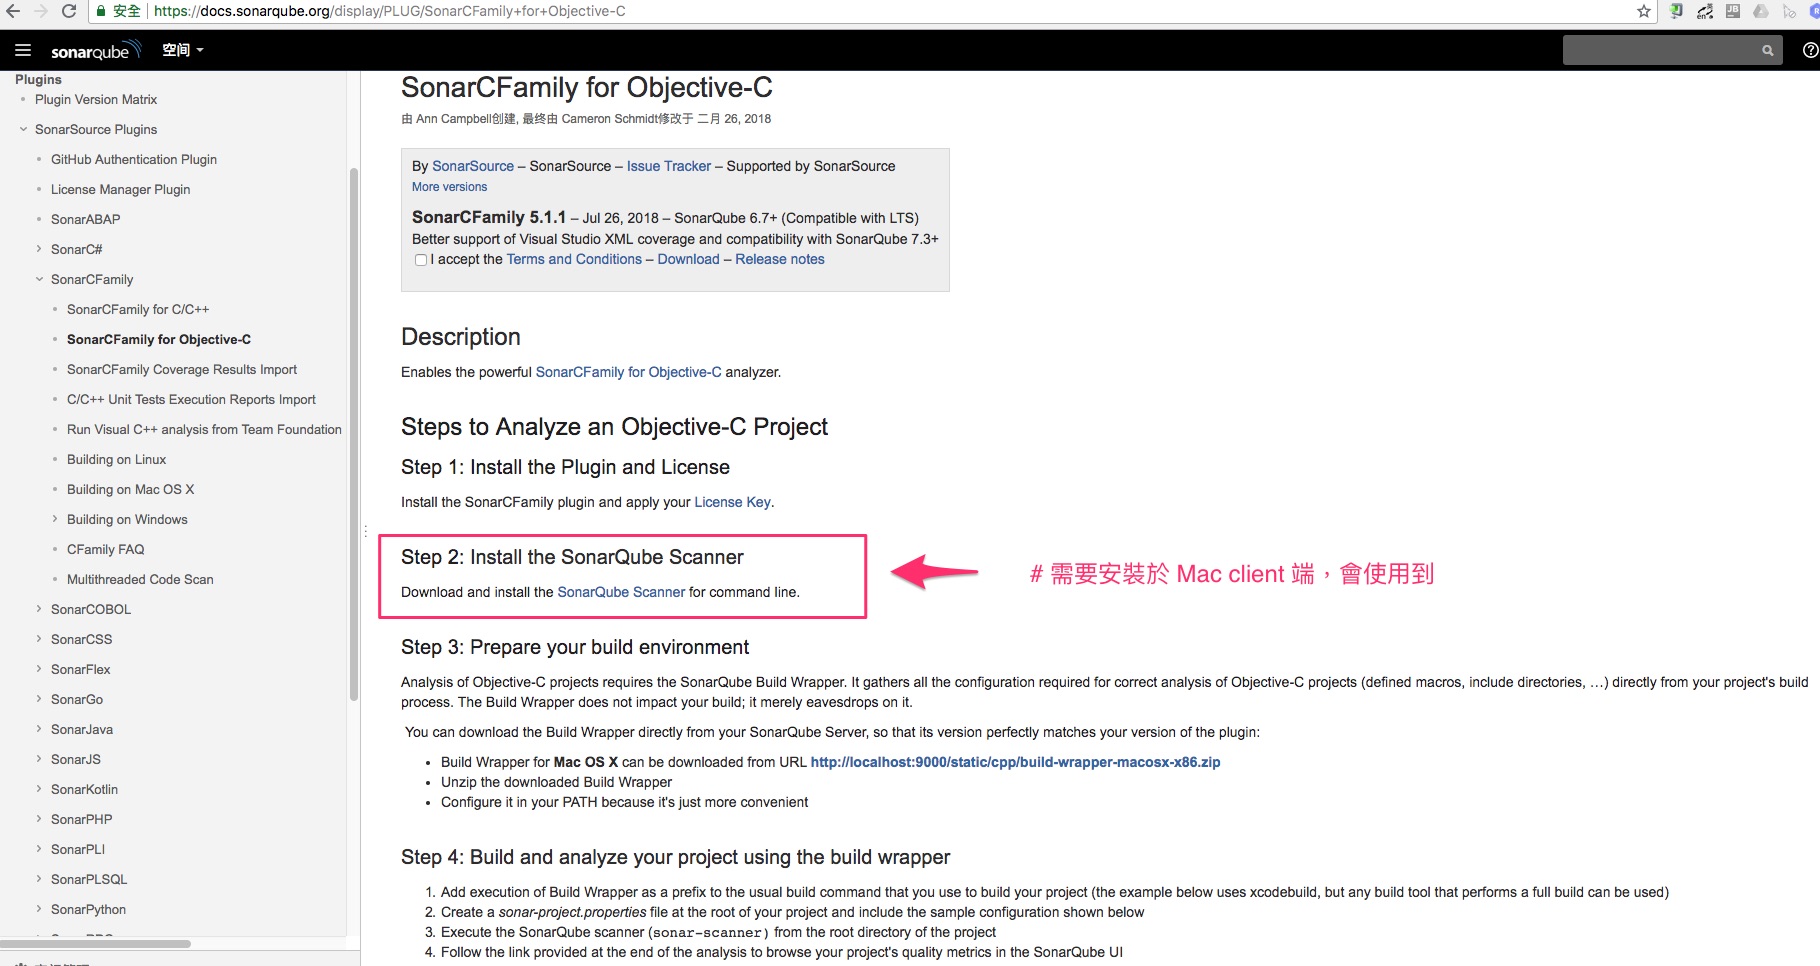 安全 https://docs.sonarqube.org/display/PLUG/SonarCFamily+for+Objective-C
sonarqube 空间
Plugins
Plugin Version Matrix
SonarSource Plugins
GitHub Authentication Plugin
License Manager Plugin
SonarABAP
SonarC#
SonarCFamily
SonarCFamily for C/C++
SonarCFamily for Objective-C
SonarCFamily Coverage Results Import
C/C++ Unit Tests Execution Reports Import
Run Visual C++ analysis from Team Foundation
Building on Linux
Building on Mac OS X
Building on Windows
CFamily FAQ
Multithreaded Code Scan
SonarCOBOL
SonarCSS
SonarFlex
SonarGo
SonarJava
SonarJS
SonarKotlin
SonarPHP
SonarPLI
SonarPLSQL
SonarPython
SonarCFamily for Objective-C
由 Ann Campbell创建, 最终由 Cameron Schmidt修改于 二月 26, 2018
By SonarSource – SonarSource – Issue Tracker – Supported by SonarSource
More versions
SonarCFamily 5.1.1 – Jul 26, 2018 – SonarQube 6.7+ (Compatible with LTS)
Better support of Visual Studio XML coverage and compatibility with SonarQube 7.3+
I accept the Terms and Conditions – Download – Release notes
Description
Enables the powerful SonarCFamily for Objective-C analyzer.
Steps to Analyze an Objective-C Project
Step 1: Install the Plugin and License
Install the SonarCFamily plugin and apply your License Key.
Step 2: Install the SonarQube Scanner
Download and install the SonarQube Scanner for command line.
# 需要安裝於 Mac client 端，會使用到
Step 3: Prepare your build environment
Analysis of Objective-C projects requires the SonarQube Build Wrapper. It gathers all the configuration required for correct analysis of Objective-C projects (defined macros, include directories, …) directly from your project's build
process. The Build Wrapper does not impact your build; it merely eavesdrops on it.
You can download the Build Wrapper directly from your SonarQube Server, so that its version perfectly matches your version of the plugin:
• Build Wrapper for Mac OS X can be downloaded from URL http://localhost:9000/static/cpp/build-wrapper-macosx-x86.zip
• Unzip the downloaded Build Wrapper
• Configure it in your PATH because it's just more convenient
Step 4: Build and analyze your project using the build wrapper
1. Add execution of Build Wrapper as a prefix to the usual build command that you use to build your project (the example below uses xcodebuild, but any build tool that performs a full build can be used)
2. Create a sonar-project.properties file at the root of your project and include the sample configuration shown below
3. Execute the SonarQube scanner (sonar-scanner) from the root directory of the project
4. Follow the link provided at the end of the analysis to browse your project's quality metrics in the SonarQube UI